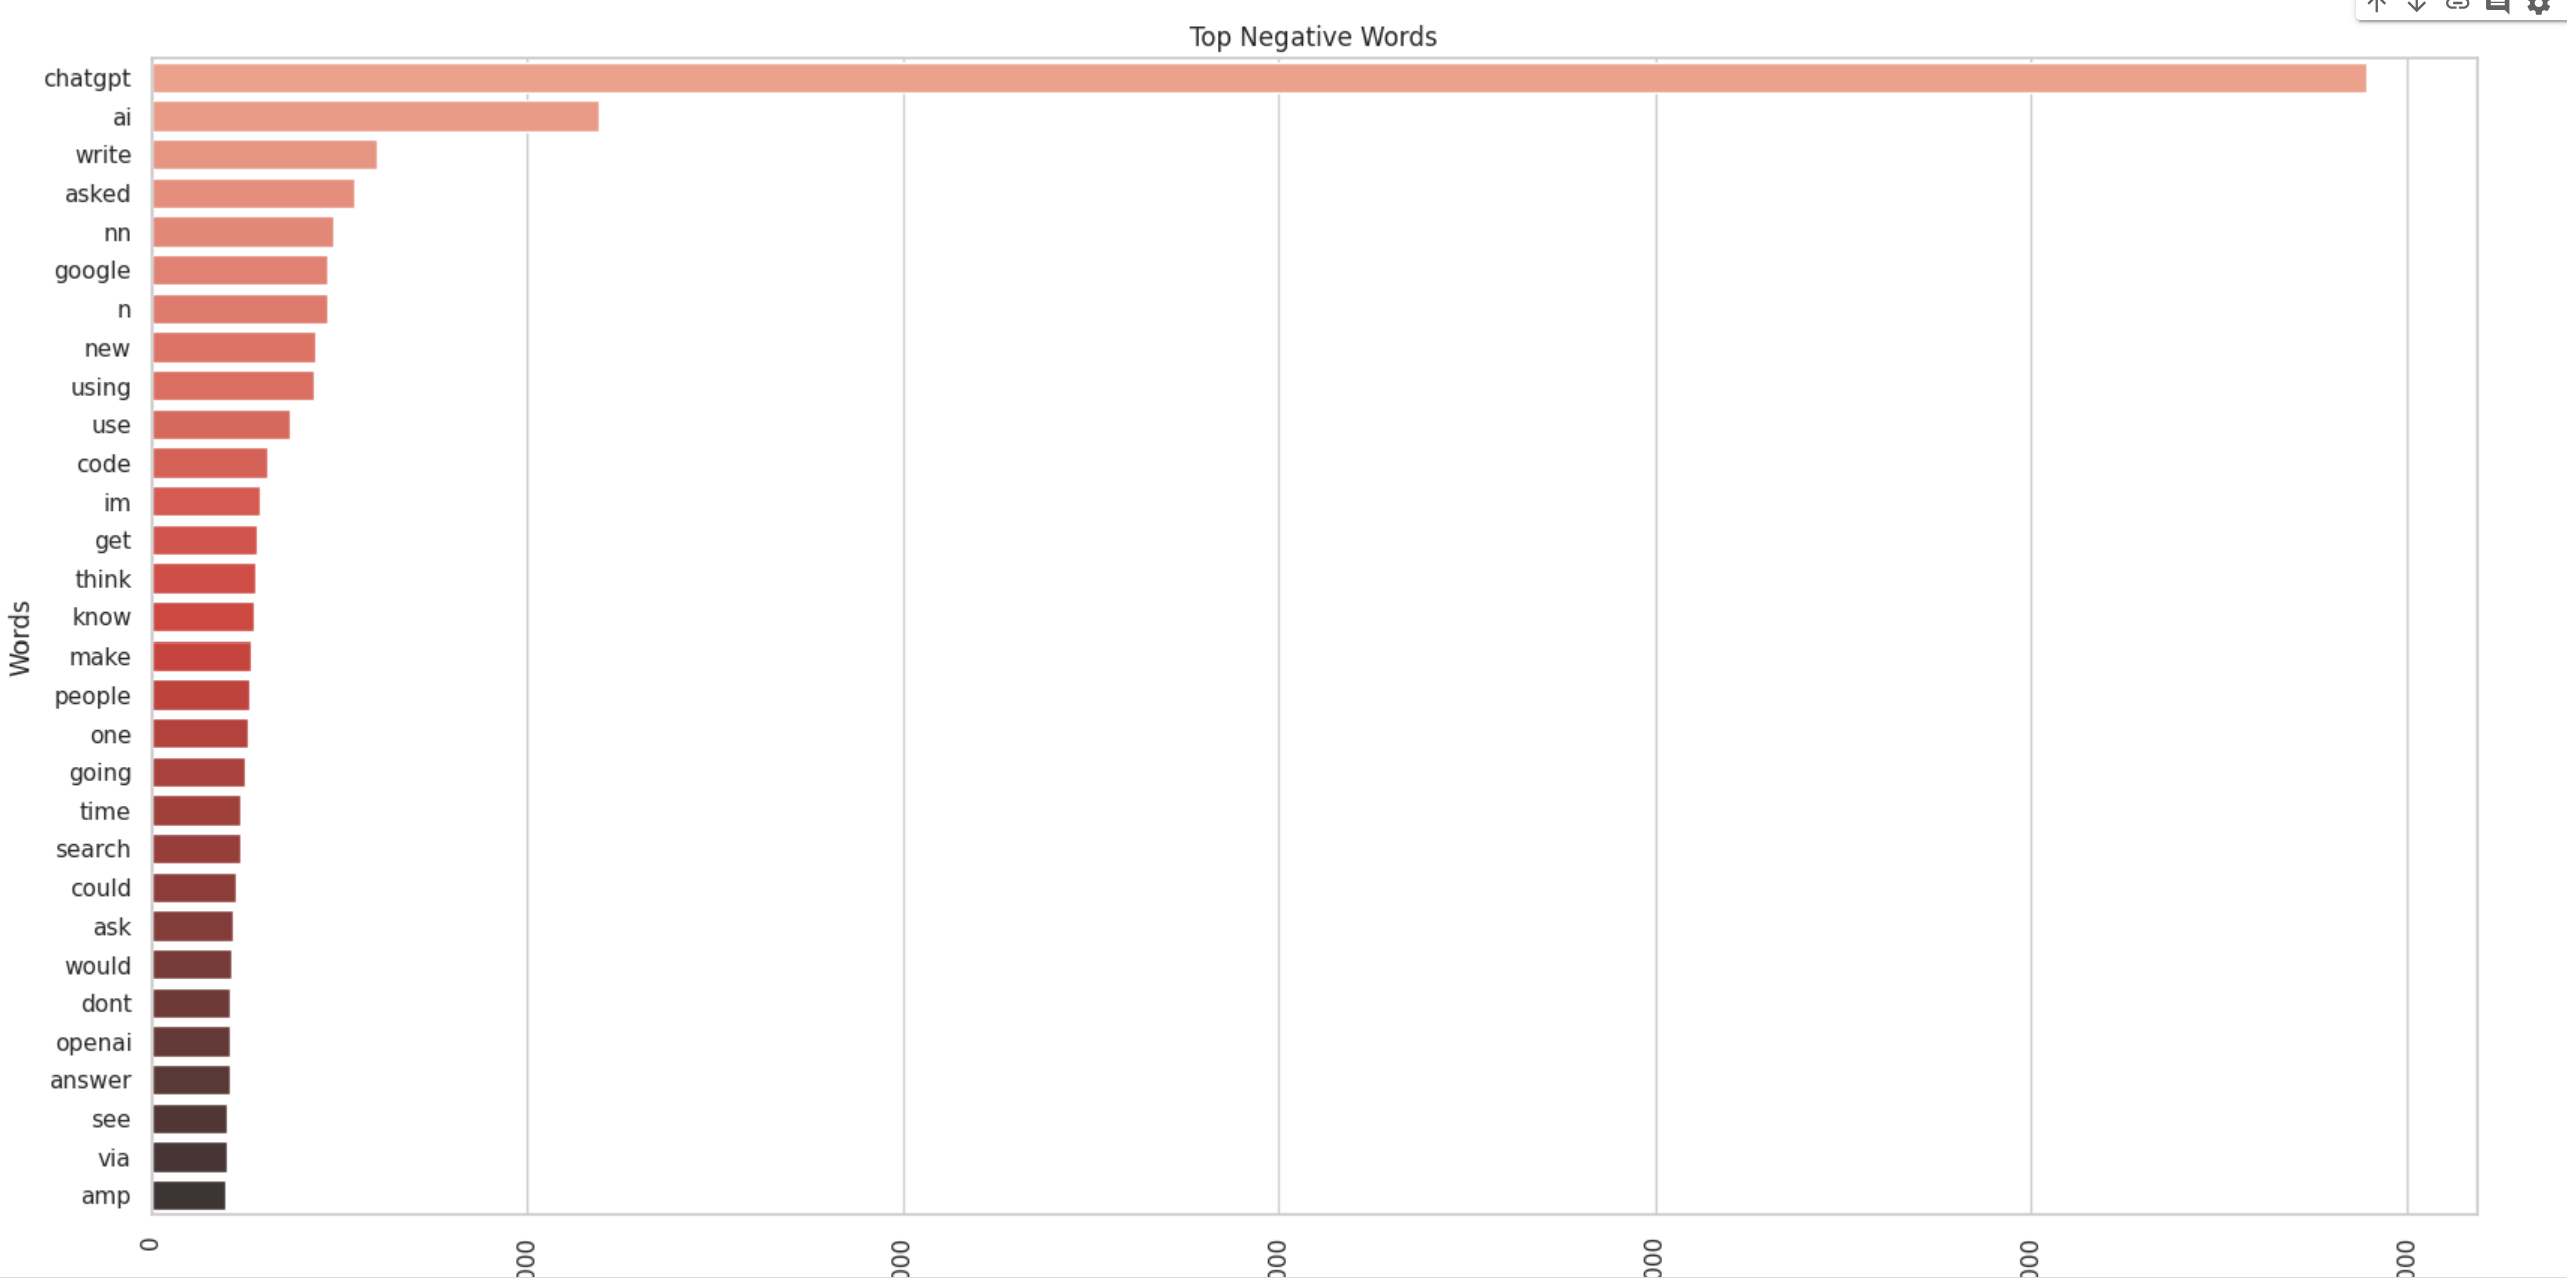 Top Negative Words
chatgpt
ai
write
asked
nn
google
n
new
using
use
code
im
get
think
know
make
people
one
going
time
search
could
ask
would
dont
openai
answer
see
via
amp
Words
0